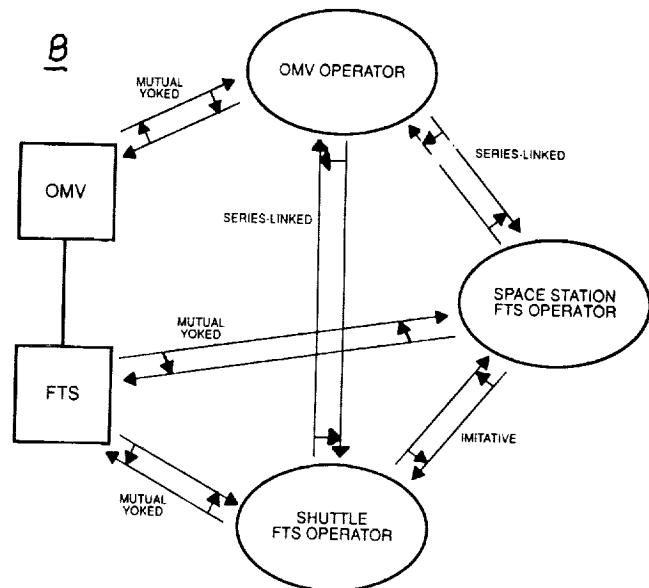 B
OMV OPERATOR
MUTUAL
YOKED
SERIES-LINKED
OMV
SERIES-LINKED
SPACE STATION
FTS OPERATOR
MUTUAL
YOKED
FTS
IMITATIVE
MUTUAL
YOKED
SHUTTLE
FTS OPERATOR